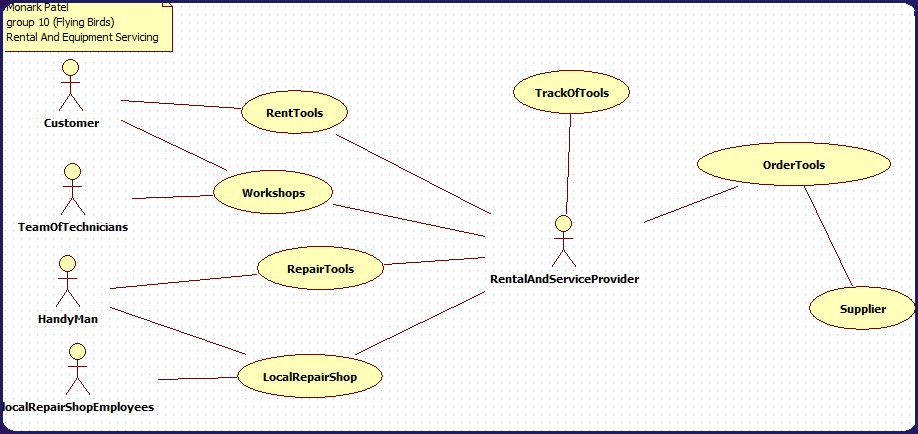 Monark Patel
group 10 (Flying Birds)
Rental And Equipment Servicing
Customer
RentTools
TrackOfTools
OrderTools
TeamOfTechnicians
Workshops
RepairTools
RentalAndServiceProvider
HandyMan
Supplier
LocalRepairShop
localRepairShopEmployees